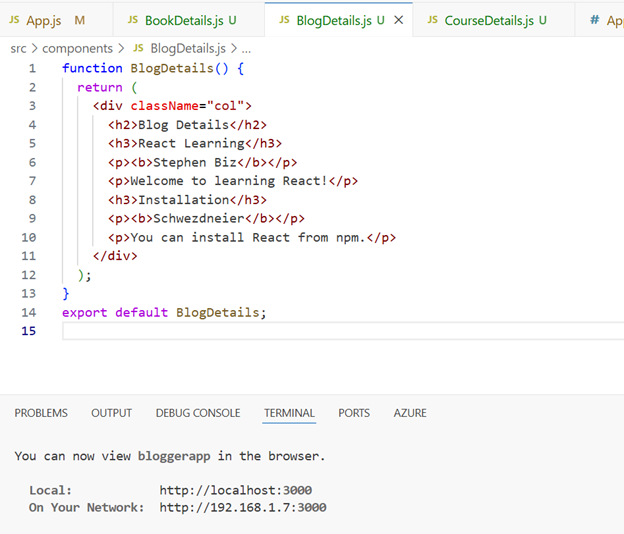 App.js M JS BookDetails.js U JS BlogDetails.js U JS CourseDetails.js U # Ap
src > components > JS BlogDetails.js > ...
1 function BlogDetails() {
2 return (
3 <div className="col">
4 <h2>Blog Details</h2>
5 <h3>React Learning</h3>
6 <p><b>Stephen Biz</b></p>
7 <p>Welcome to learning React!</p>
8 <h3>Installation</h3>
9 <p><b>Schwezdneier</b></p>
10 <p>You can install React from npm.</p>
11 </div>
12 );
13 }
14 export default BlogDetails;
15
PROBLEMS OUTPUT DEBUG CONSOLE TERMINAL PORTS AZURE
You can now view bloggerapp in the browser.
Local: http://localhost:3000
On Your Network: http://192.168.1.7:3000